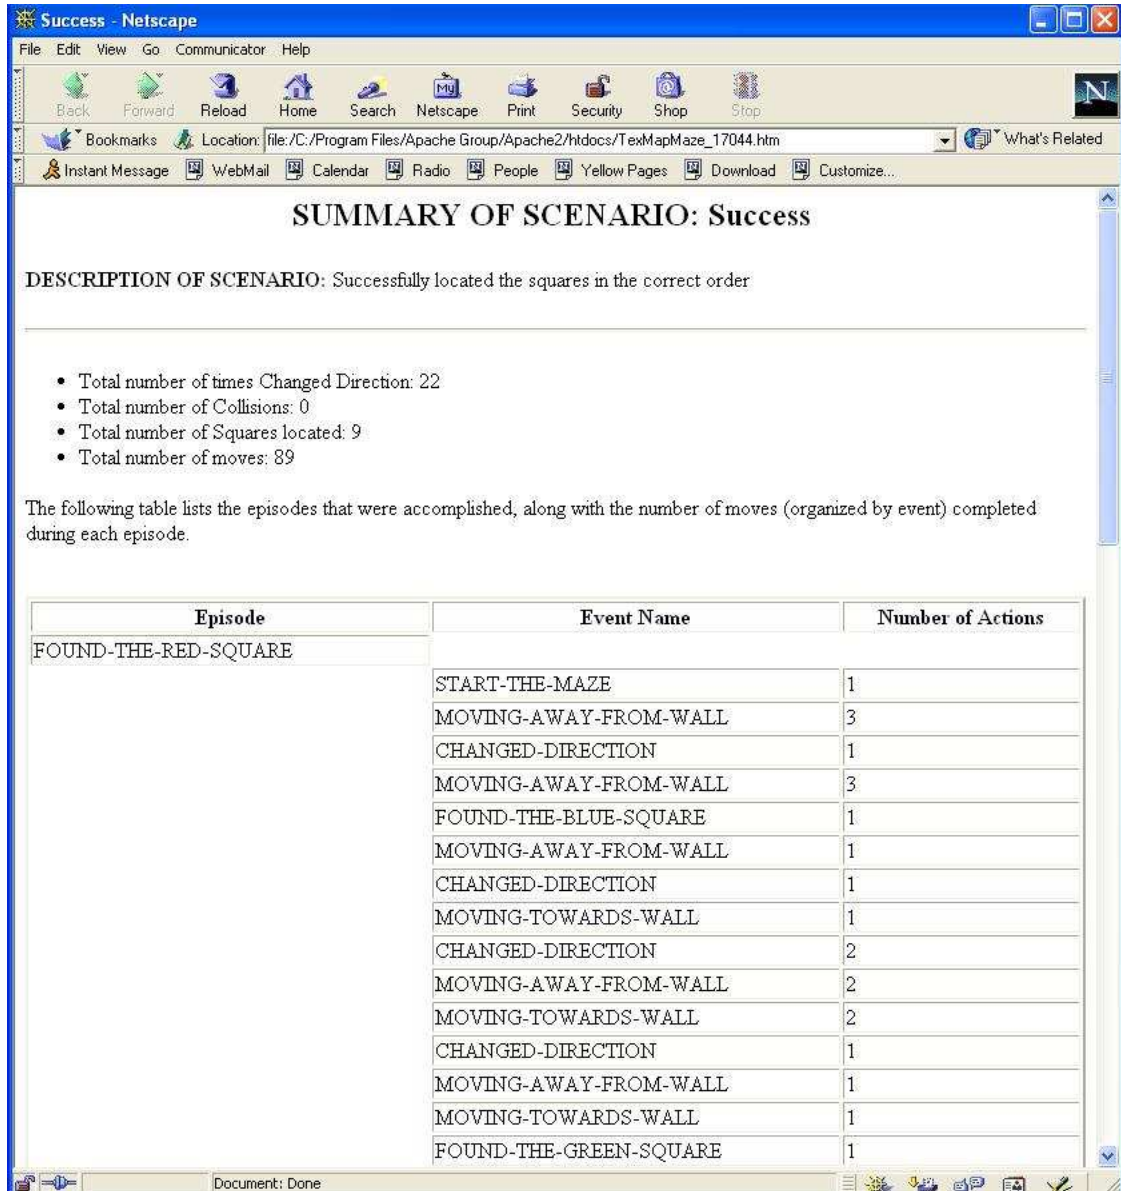 Success - Netscape
File Edit View Go Communicator Help
My
N
Back Forward Reload Home Search Netscape Print Security Shop Stop
Bookmarks Location: file:/C:/Program Files/Apache Group/Apache2/htdocs/TexMapMaze_17044.htm What's Related
Instant Message WebMail Calendar Radio People Yellow Pages Download Customize...
SUMMARY OF SCENARIO: Success
DESCRIPTION OF SCENARIO: Successfully located the squares in the correct order
• Total number of times Changed Direction: 22
• Total number of Collisions: 0
• Total number of Squares located: 9
• Total number of moves: 89
The following table lists the episodes that were accomplished, along with the number of moves (organized by event) completed
during each episode.
Episode Event Name Number of Actions
FOUND-THE-RED-SQUARE
START-THE-MAZE 1
MOVING-AWAY-FROM-WALL 3
CHANGED-DIRECTION 1
MOVING-AWAY-FROM-WALL 3
FOUND-THE-BLUE-SQUARE 1
MOVING-AWAY-FROM-WALL 1
CHANGED-DIRECTION 1
MOVING-TOWARDS-WALL 1
CHANGED-DIRECTION 2
MOVING-AWAY-FROM-WALL 2
MOVING-TOWARDS-WALL 2
CHANGED-DIRECTION 1
MOVING-AWAY-FROM-WALL 1
MOVING-TOWARDS-WALL 1
FOUND-THE-GREEN-SQUARE 1
Document: Done